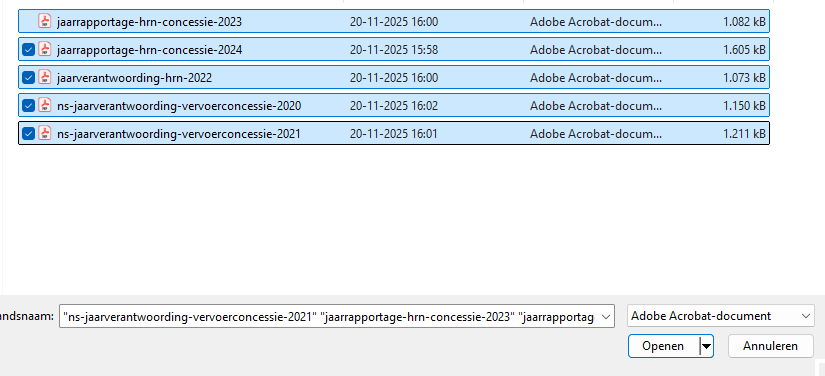 jaarrapportage-hrn-concessie-2023 20-11-2025 16:00 Adobe Acrobat-docum... 1.082 kB
jaarrapportage-hrn-concessie-2024 20-11-2025 15:58 Adobe Acrobat-docum... 1.605 kB
jaarverantwoording-hrn-2022 20-11-2025 16:00 Adobe Acrobat-docum... 1.073 kB
ns-jaarverantwoording-vervoerconcessie-2020 20-11-2025 16:02 Adobe Acrobat-docum... 1.150 kB
ns-jaarverantwoording-vervoerconcessie-2021 20-11-2025 16:01 Adobe Acrobat-docum... 1.211 kB
andsnaam: "ns-jaarverantwoording-vervoerconcessie-2021" "jaarrapportage-hrn-concessie-2023" "jaarrapportag Adobe Acrobat-document
Openen Annuleren